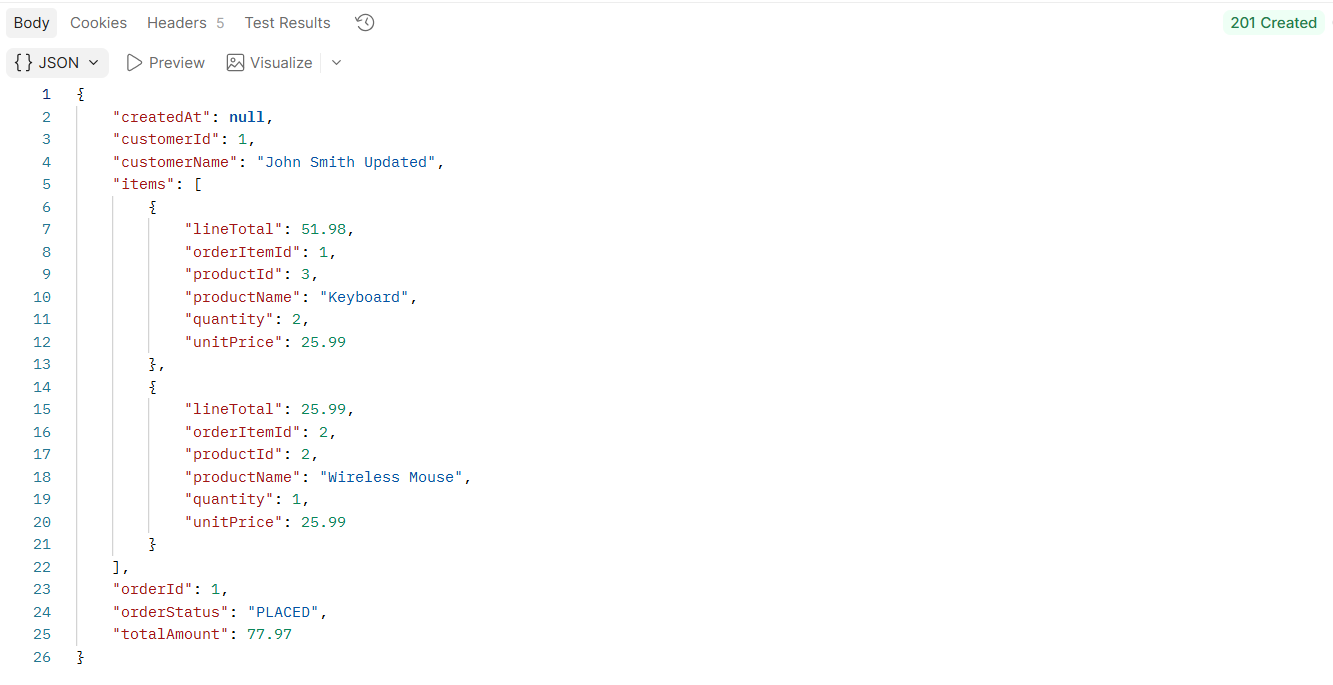 Body Cookies Headers 5 Test Results 201 Created
{} JSON Preview Visualize
1 {
2     "createdAt": null,
3     "customerId": 1,
4     "customerName": "John Smith Updated",
5     "items": [
6         {
7             "lineTotal": 51.98,
8             "orderItemId": 1,
9             "productId": 3,
10             "productName": "Keyboard",
11             "quantity": 2,
12             "unitPrice": 25.99
13         },
14         {
15             "lineTotal": 25.99,
16             "orderItemId": 2,
17             "productId": 2,
18             "productName": "Wireless Mouse",
19             "quantity": 1,
20             "unitPrice": 25.99
21         }
22     ],
23     "orderId": 1,
24     "orderStatus": "PLACED",
25     "totalAmount": 77.97
26 }